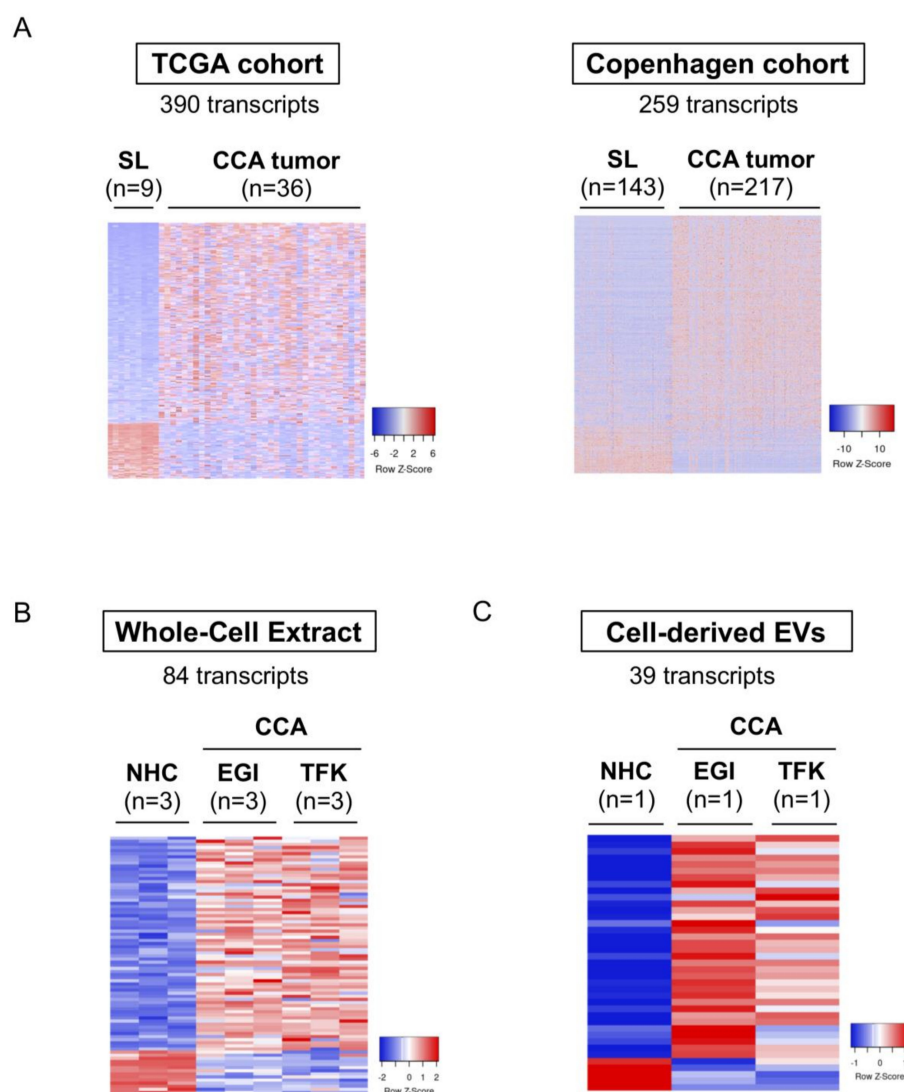 A
TCGA cohort
390 transcripts
SL
(n=9)
CCA tumor
(n=36)
-6 -2 2 6
Row Z-Score
Copenhagen cohort
259 transcripts
SL
(n=143)
CCA tumor
(n=217)
-10 10
Row Z-Score
B
Whole-Cell Extract
84 transcripts
CCA
NHC
(n=3)
EGI
(n=3)
TFK
(n=3)
-2 0 1 2
Row Z-Score
C
Cell-derived EVs
39 transcripts
CCA
NHC
(n=1)
EGI
(n=1)
TFK
(n=1)
-1 0
Row Z-Score